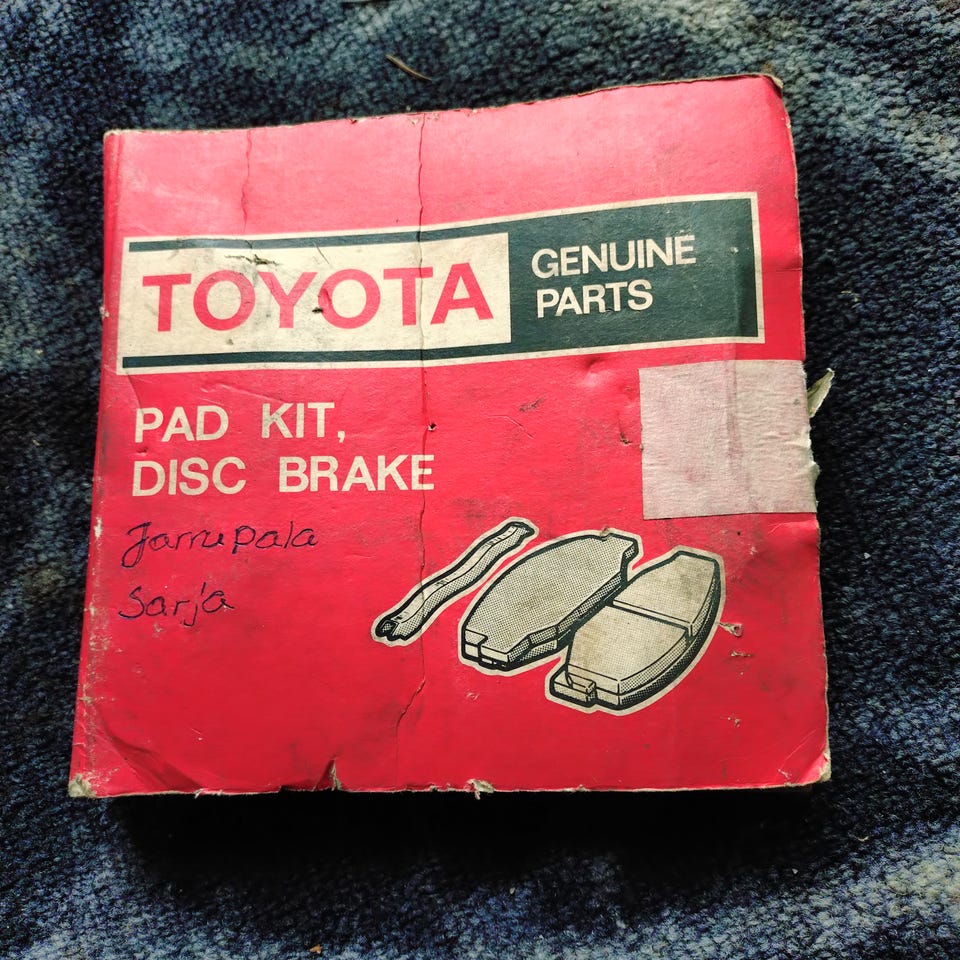 TOYOTA
GENUINE
PARTS
PAD KIT,
DISC BRAKE
Jarrupala
Sarja